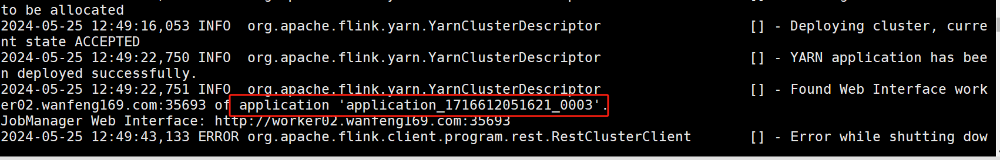 to be allocated
2024-05-25 12:49:16,053 INFO  org.apache.flink.yarn.YarnClusterDescriptor                  [] - Deploying cluster, curre
nt state ACCEPTED
2024-05-25 12:49:22,750 INFO  org.apache.flink.yarn.YarnClusterDescriptor                  [] - YARN application has bee
n deployed successfully.
2024-05-25 12:49:22,751 INFO  org.apache.flink.yarn.YarnClusterDescriptor                  [] - Found Web Interface work
er02.wanfeng169.com:35693 of application 'application_1716612051621_0003'.
JobManager Web Interface: http://worker02.wanfeng169.com:35693
2024-05-25 12:49:43,133 ERROR org.apache.flink.client.program.rest.RestClusterClient       [] - Error while shutting dow